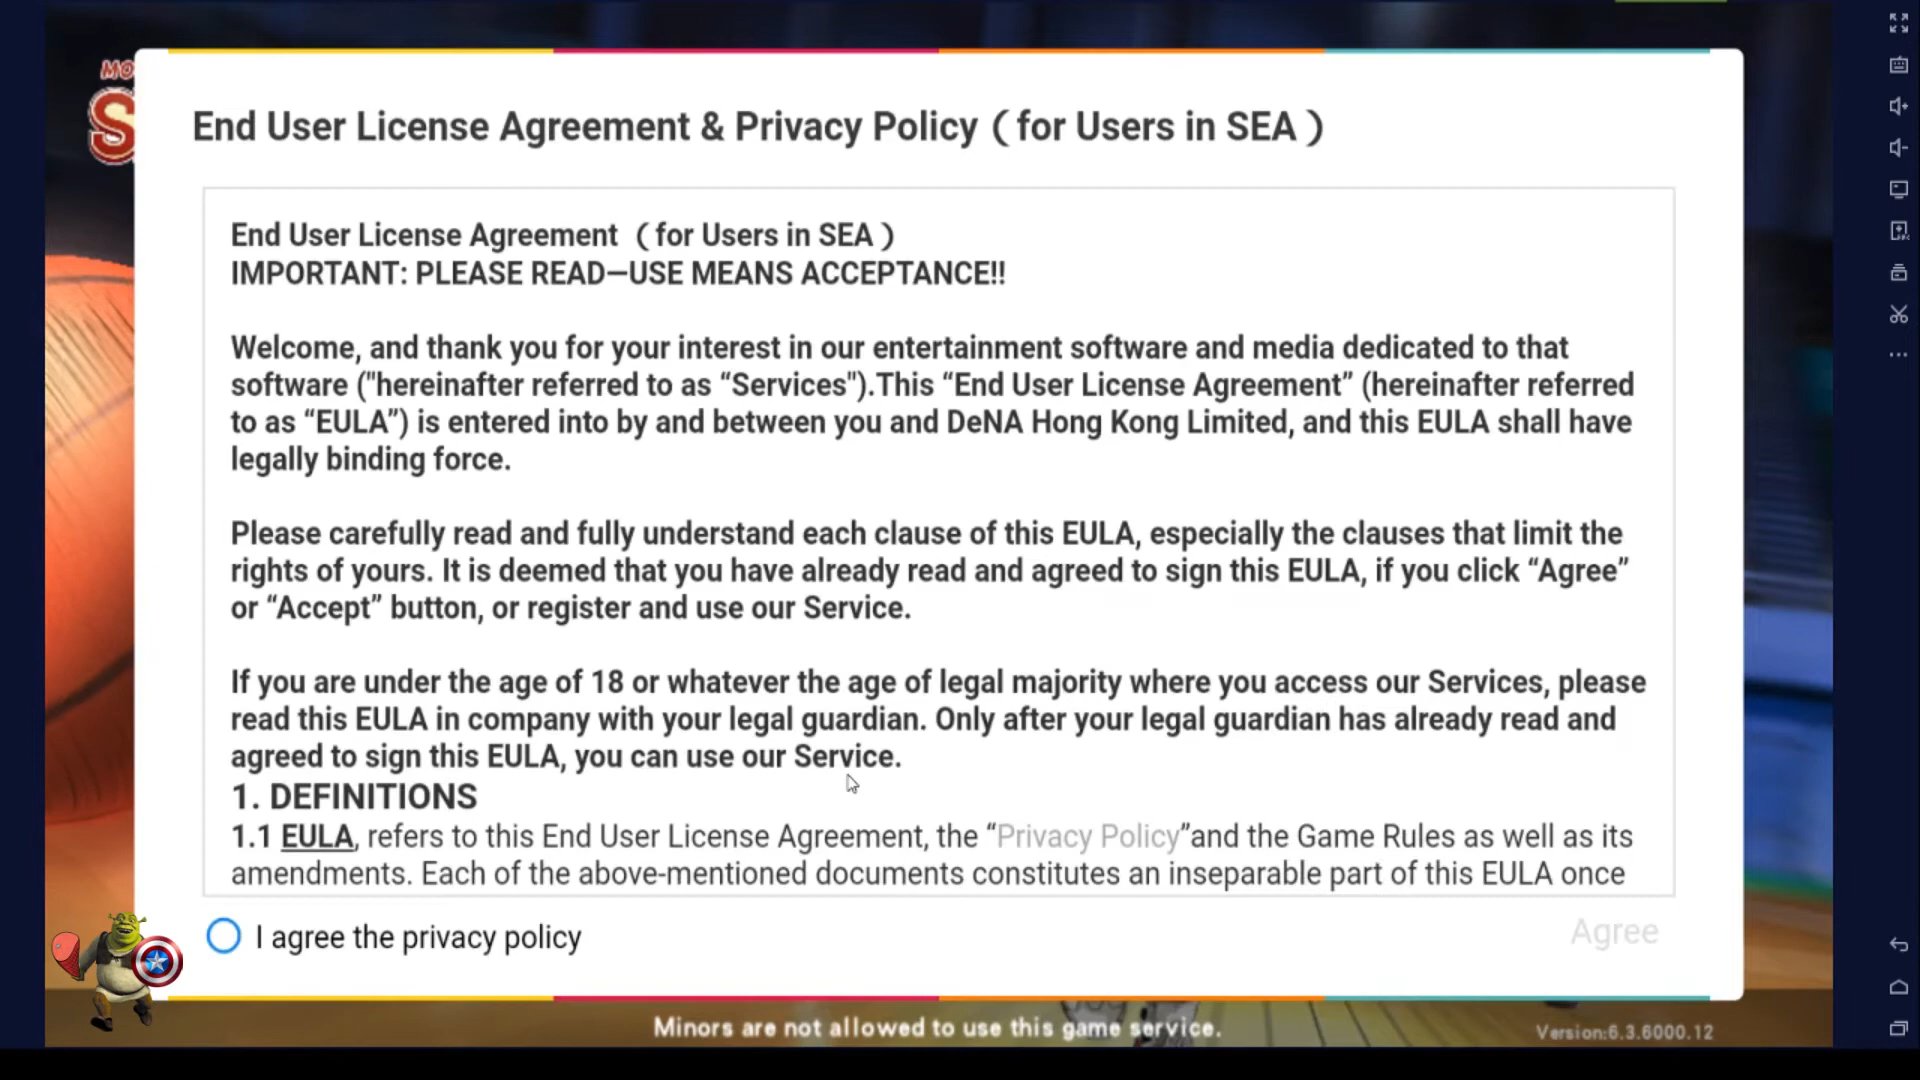 MO
S
End User License Agreement & Privacy Policy（for Users in SEA）
End User License Agreement （for Users in SEA）
IMPORTANT: PLEASE READ—USE MEANS ACCEPTANCE!!
Welcome, and thank you for your interest in our entertainment software and media dedicated to that
software ("hereinafter referred to as “Services").This “End User License Agreement” (hereinafter referred
to as “EULA”) is entered into by and between you and DeNA Hong Kong Limited, and this EULA shall have
legally binding force.
Please carefully read and fully understand each clause of this EULA, especially the clauses that limit the
rights of yours. It is deemed that you have already read and agreed to sign this EULA, if you click “Agree”
or “Accept” button, or register and use our Service.
If you are under the age of 18 or whatever the age of legal majority where you access our Services, please
read this EULA in company with your legal guardian. Only after your legal guardian has already read and
agreed to sign this EULA, you can use our Service.
1. DEFINITIONS
1.1 EULA, refers to this End User License Agreement, the “Privacy Policy”and the Game Rules as well as its
amendments. Each of the above-mentioned documents constitutes an inseparable part of this EULA once
I agree the privacy policy
Agree
Minors are not allowed to use this game service.
Version:6.3.6000.12